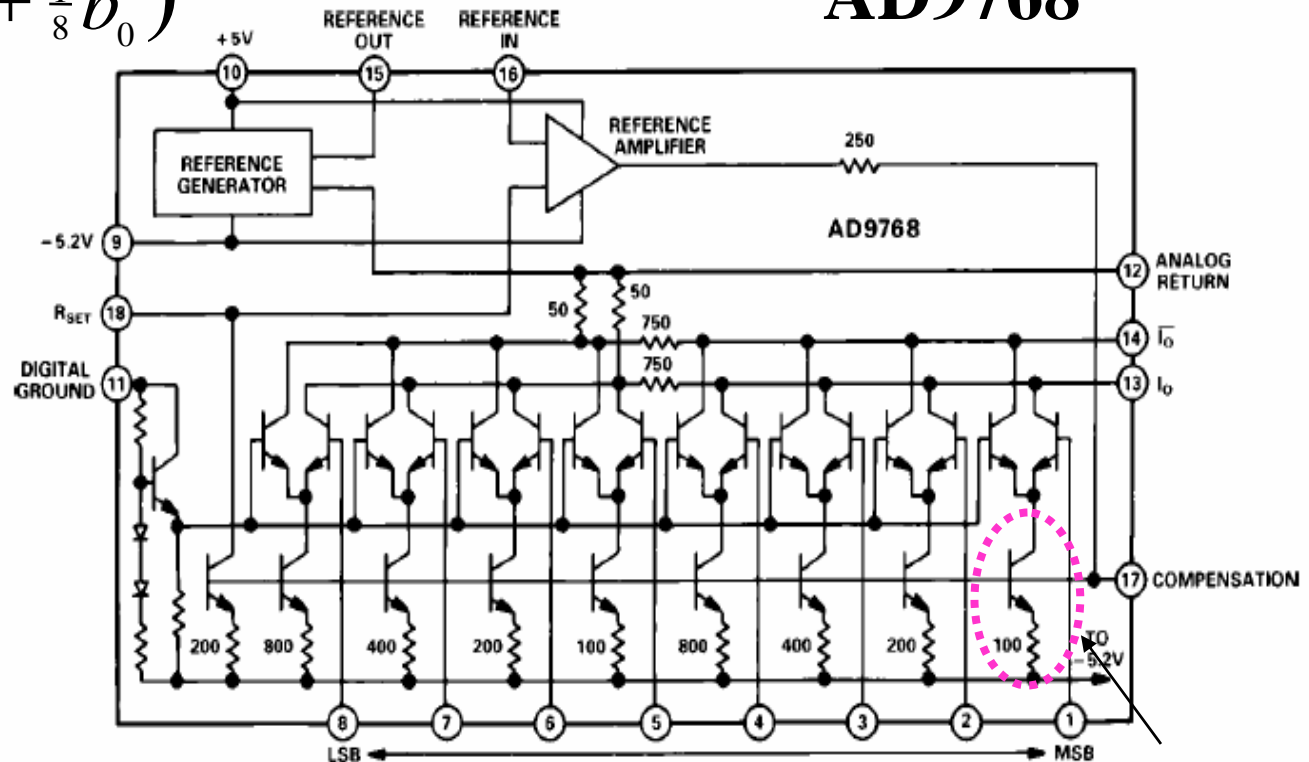 + 1/8 b0 )
AD9768
REFERENCE OUT
REFERENCE IN
+5V
10
15
16
REFERENCE AMPLIFIER
250
REFERENCE GENERATOR
AD9768
-5.2V
9
12
ANALOG RETURN
50
50
RSET
18
750
14
I̅O̅
DIGITAL GROUND
11
750
13
IO
17
COMPENSATION
200
800
400
200
100
800
400
200
100
TO -5.2V
8
7
6
5
4
3
2
1
LSB
MSB